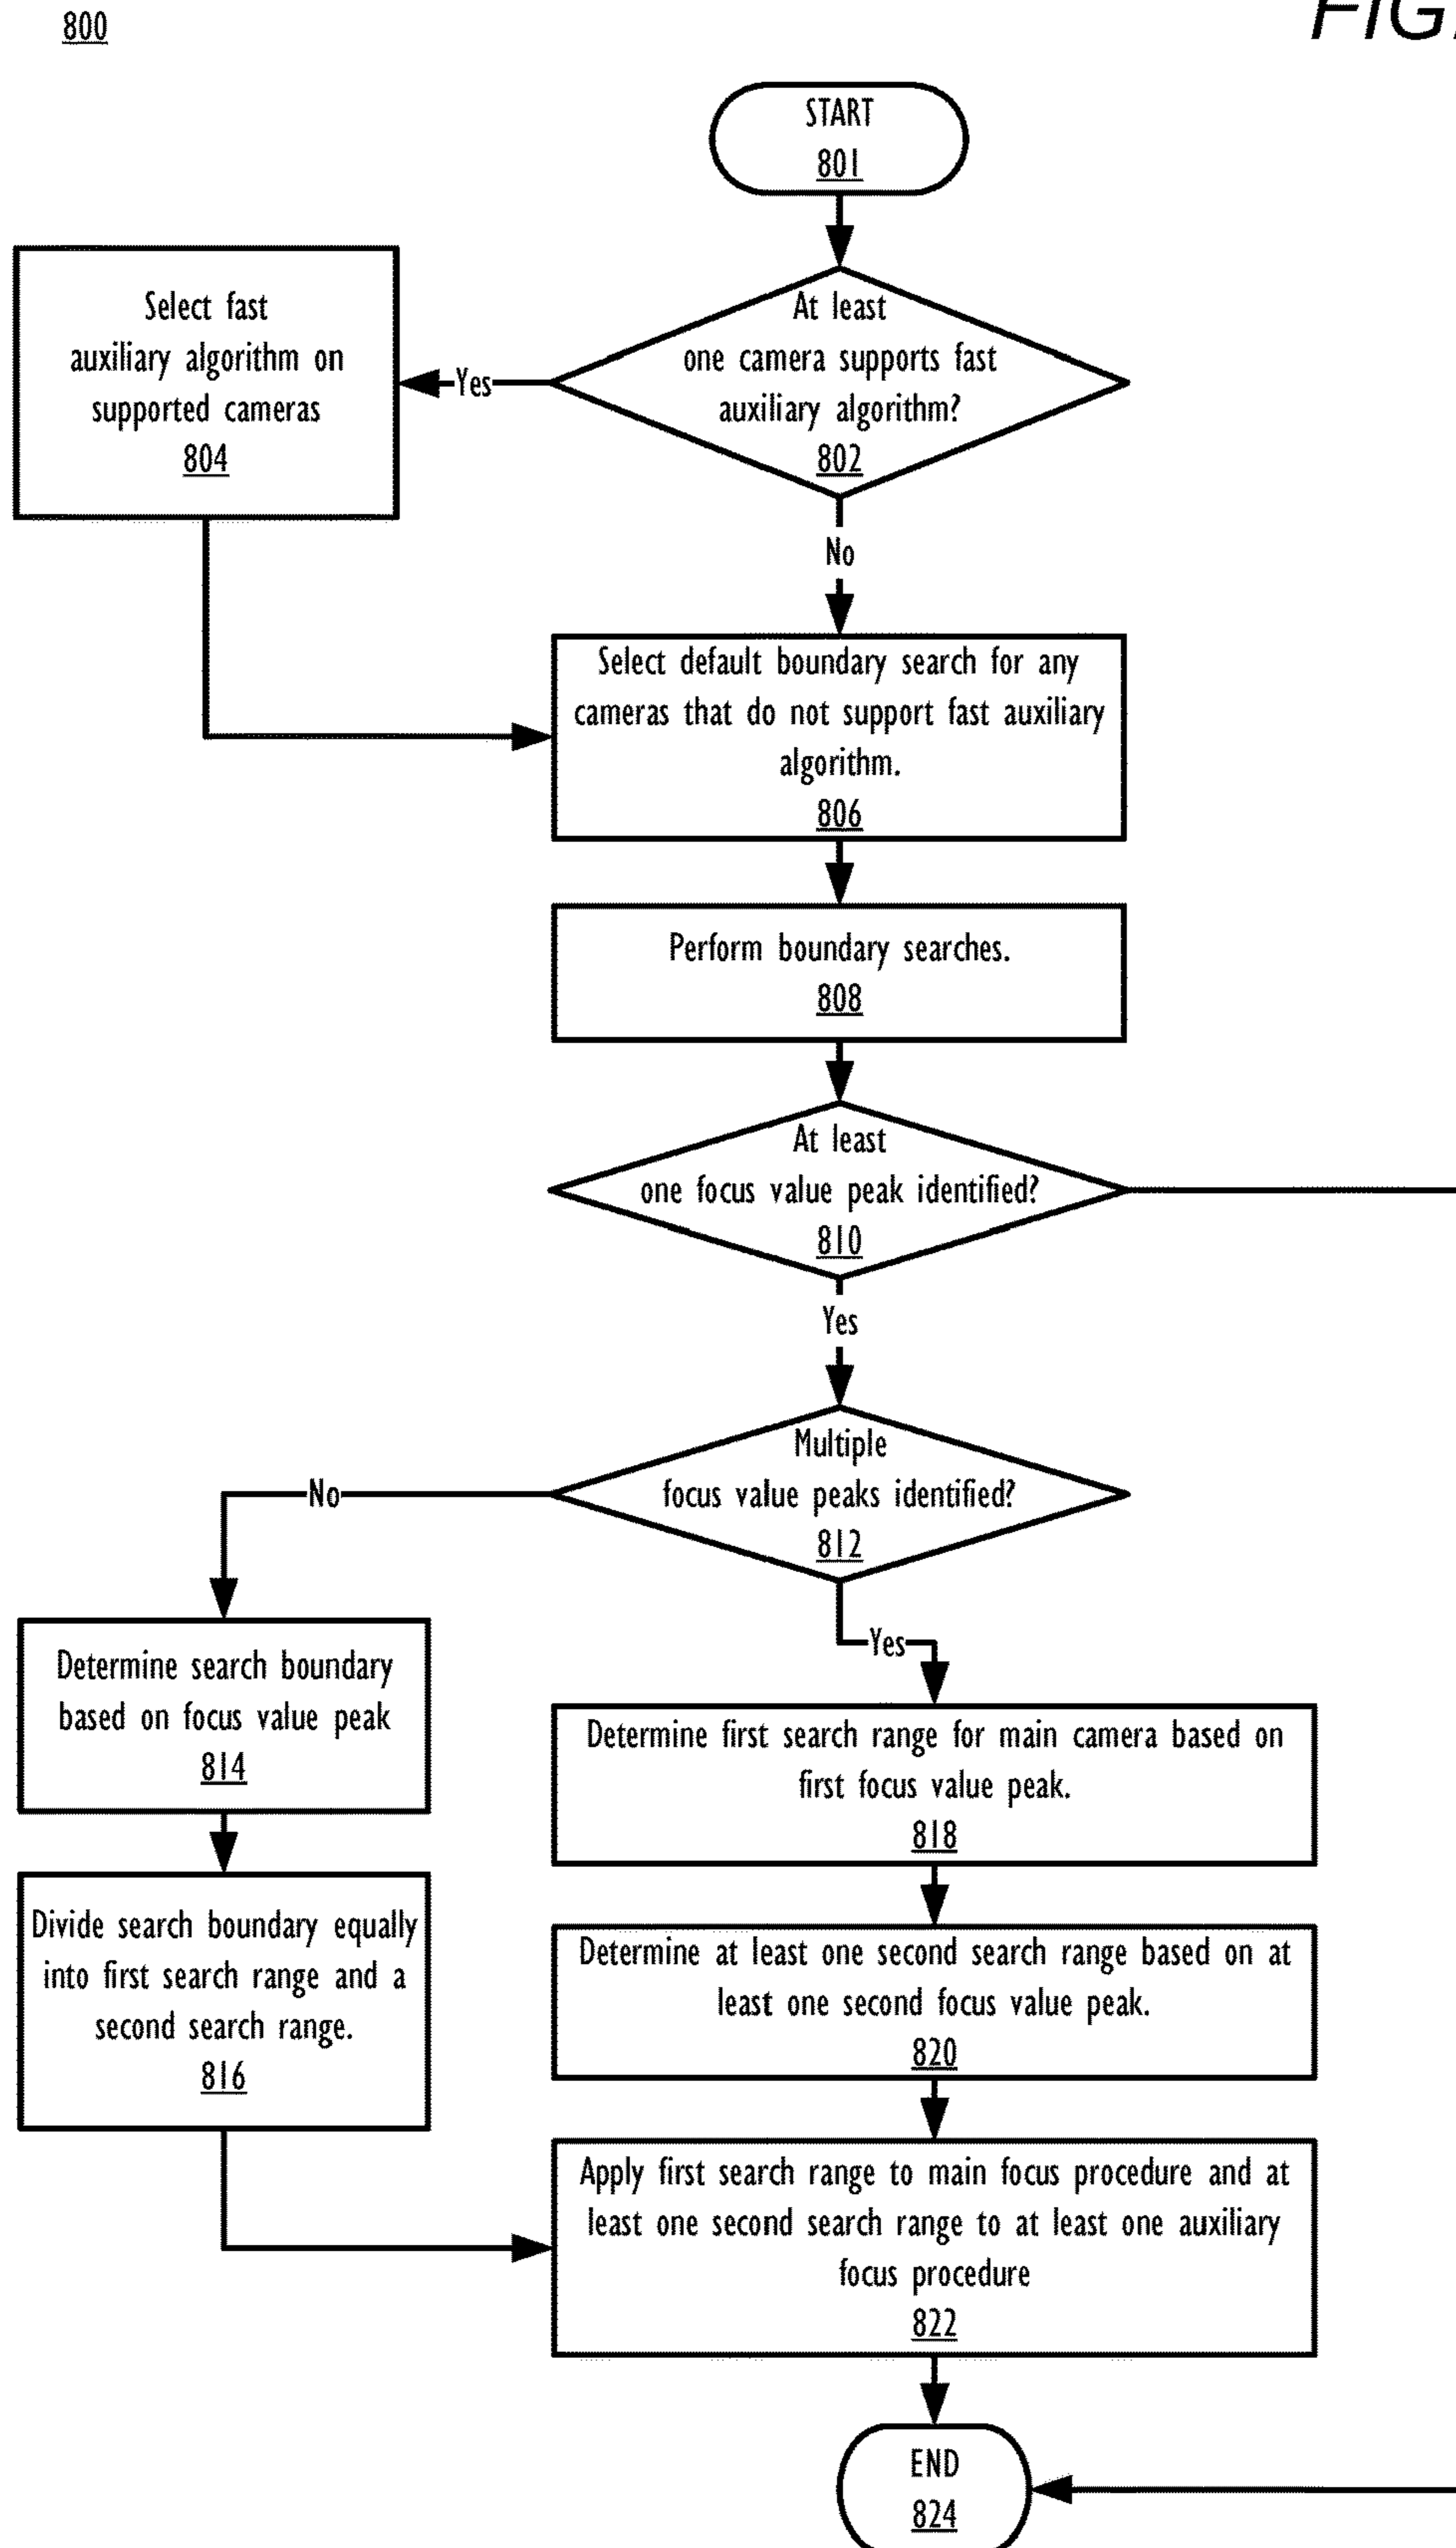 800
FIG
START
801
At least
one camera supports fast
auxiliary algorithm?
802
Yes
Select fast
auxiliary algorithm on
supported cameras
804
No
Select default boundary search for any
cameras that do not support fast auxiliary
algorithm.
806
Perform boundary searches.
808
At least
one focus value peak identified?
810
Yes
Multiple
focus value peaks identified?
812
No
Yes
Determine search boundary
based on focus value peak
814
Divide search boundary equally
into first search range and a
second search range.
816
Determine first search range for main camera based on
first focus value peak.
818
Determine at least one second search range based on at
least one second focus value peak.
820
Apply first search range to main focus procedure and at
least one second search range to at least one auxiliary
focus procedure
822
END
824